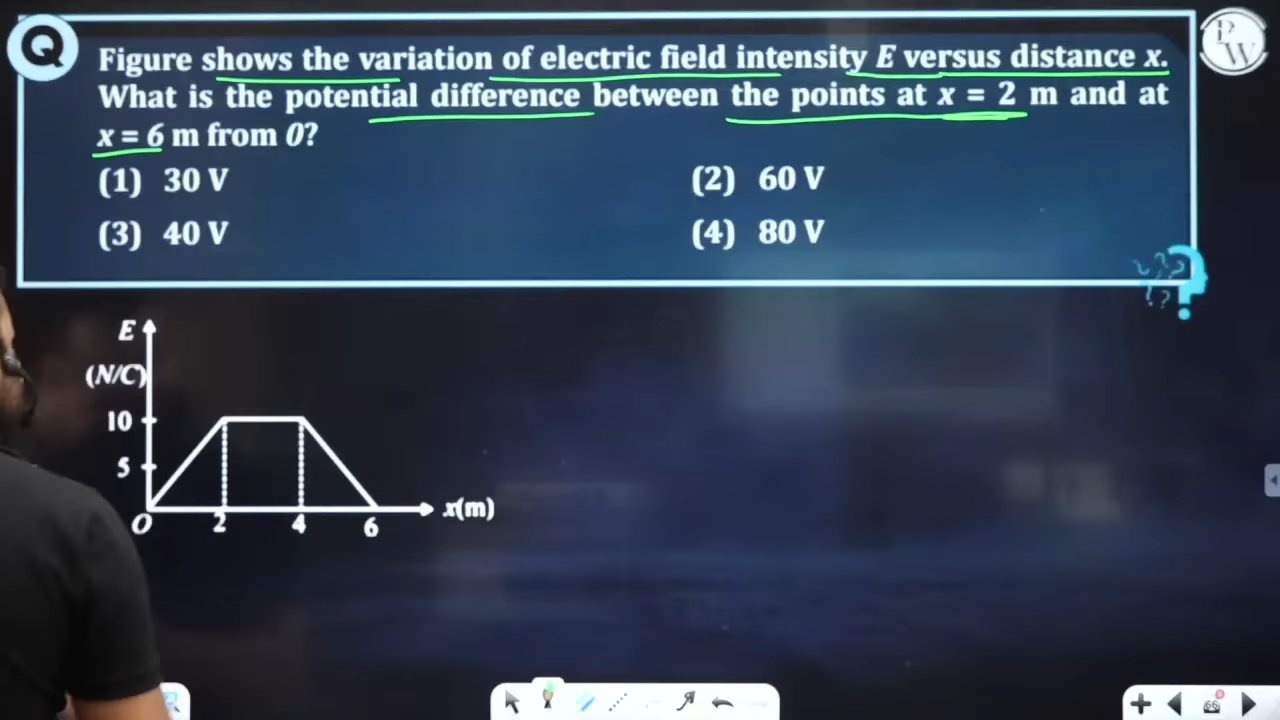 Q
Figure shows the variation of electric field intensity E versus distance x.
What is the potential difference between the points at x = 2 m and at
x = 6 m from 0?
(1) 30 V
(2) 60 V
(3) 40 V
(4) 80 V
P
W
???
??
E
(N/C)
10
5
O
2
4
6
x(m)
66